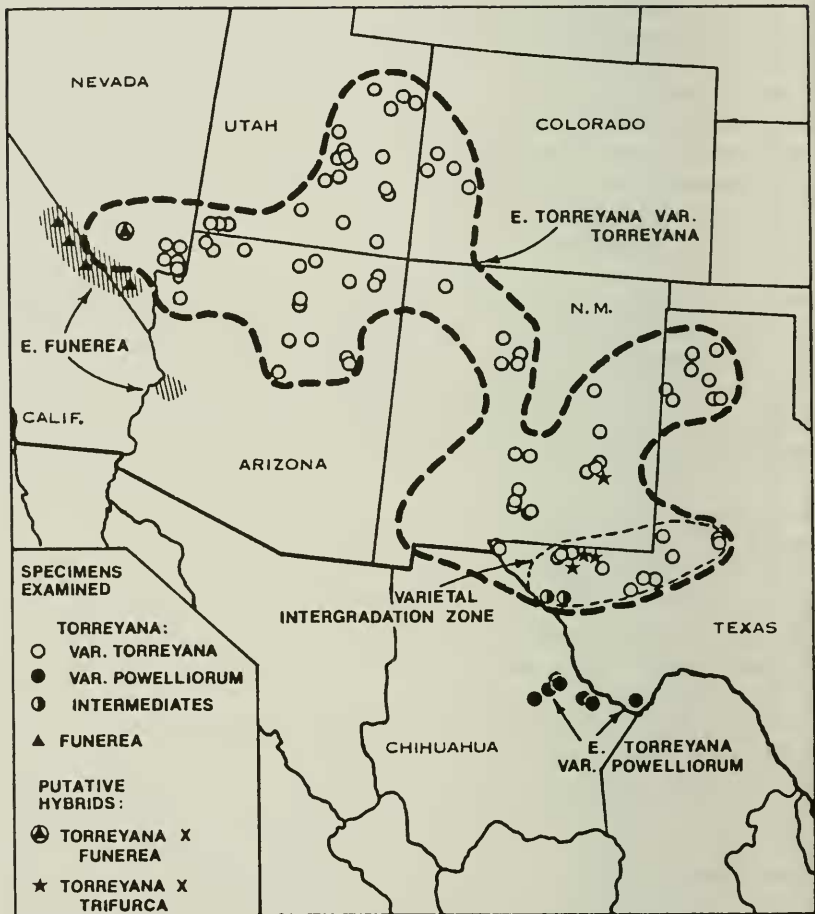 NEVADA
UTAH
COLORADO
E. TORREYANA VAR.
TORREYANA
N.M.
E. FUNEREA
CALIF.
ARIZONA
VARIETAL
INTERGRADATION ZONE
TEXAS
CHIHUAHUA
E. TORREYANA
VAR. POWELLIORUM
SPECIMENS
EXAMINED
TORREYANA:
VAR. TORREYANA
VAR. POWELLIORUM
INTERMEDIATES
FUNEREA
PUTATIVE
HYBRIDS:
TORREYANA X
FUNEREA
TORREYANA X
TRIFURCA